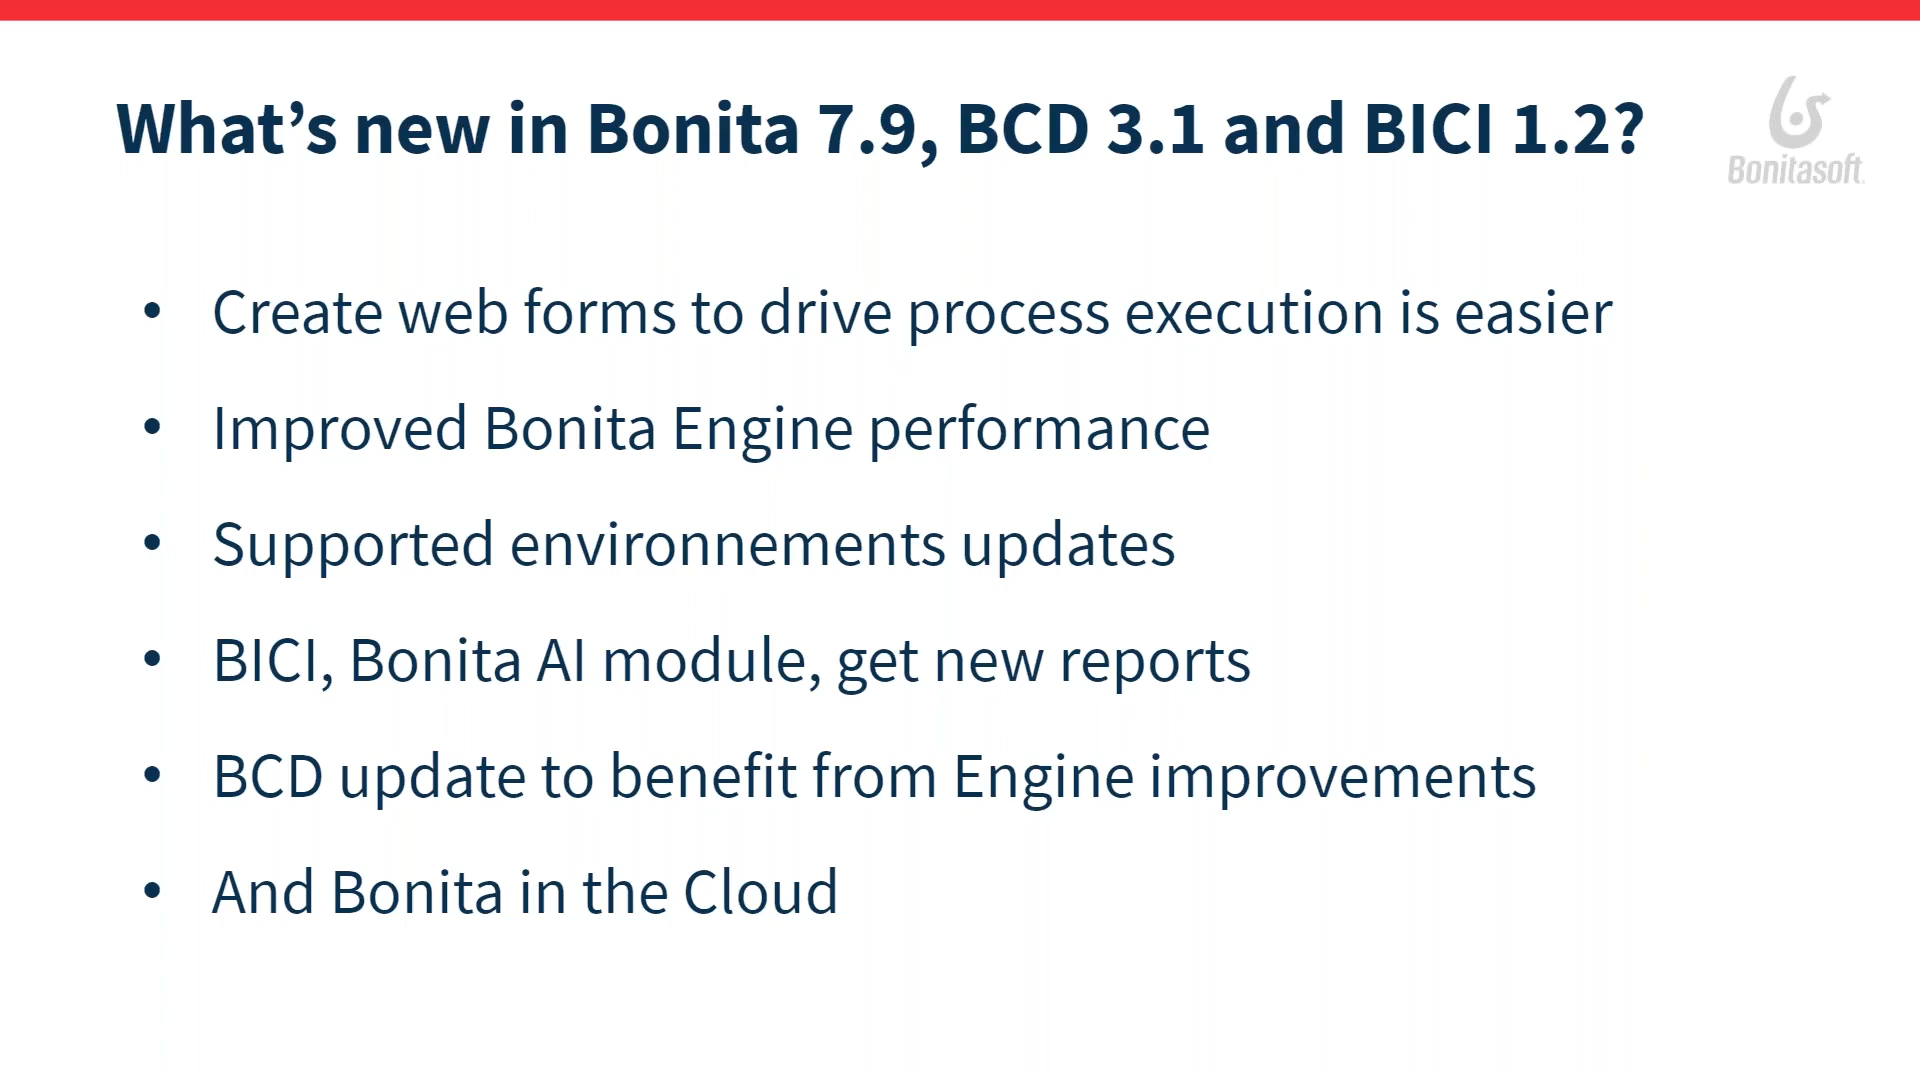 What’s new in Bonita 7.9, BCD 3.1 and BICI 1.2?
Bonitasoft
• Create web forms to drive process execution is easier
• Improved Bonita Engine performance
• Supported environnements updates
• BICI, Bonita AI module, get new reports
• BCD update to benefit from Engine improvements
• And Bonita in the Cloud